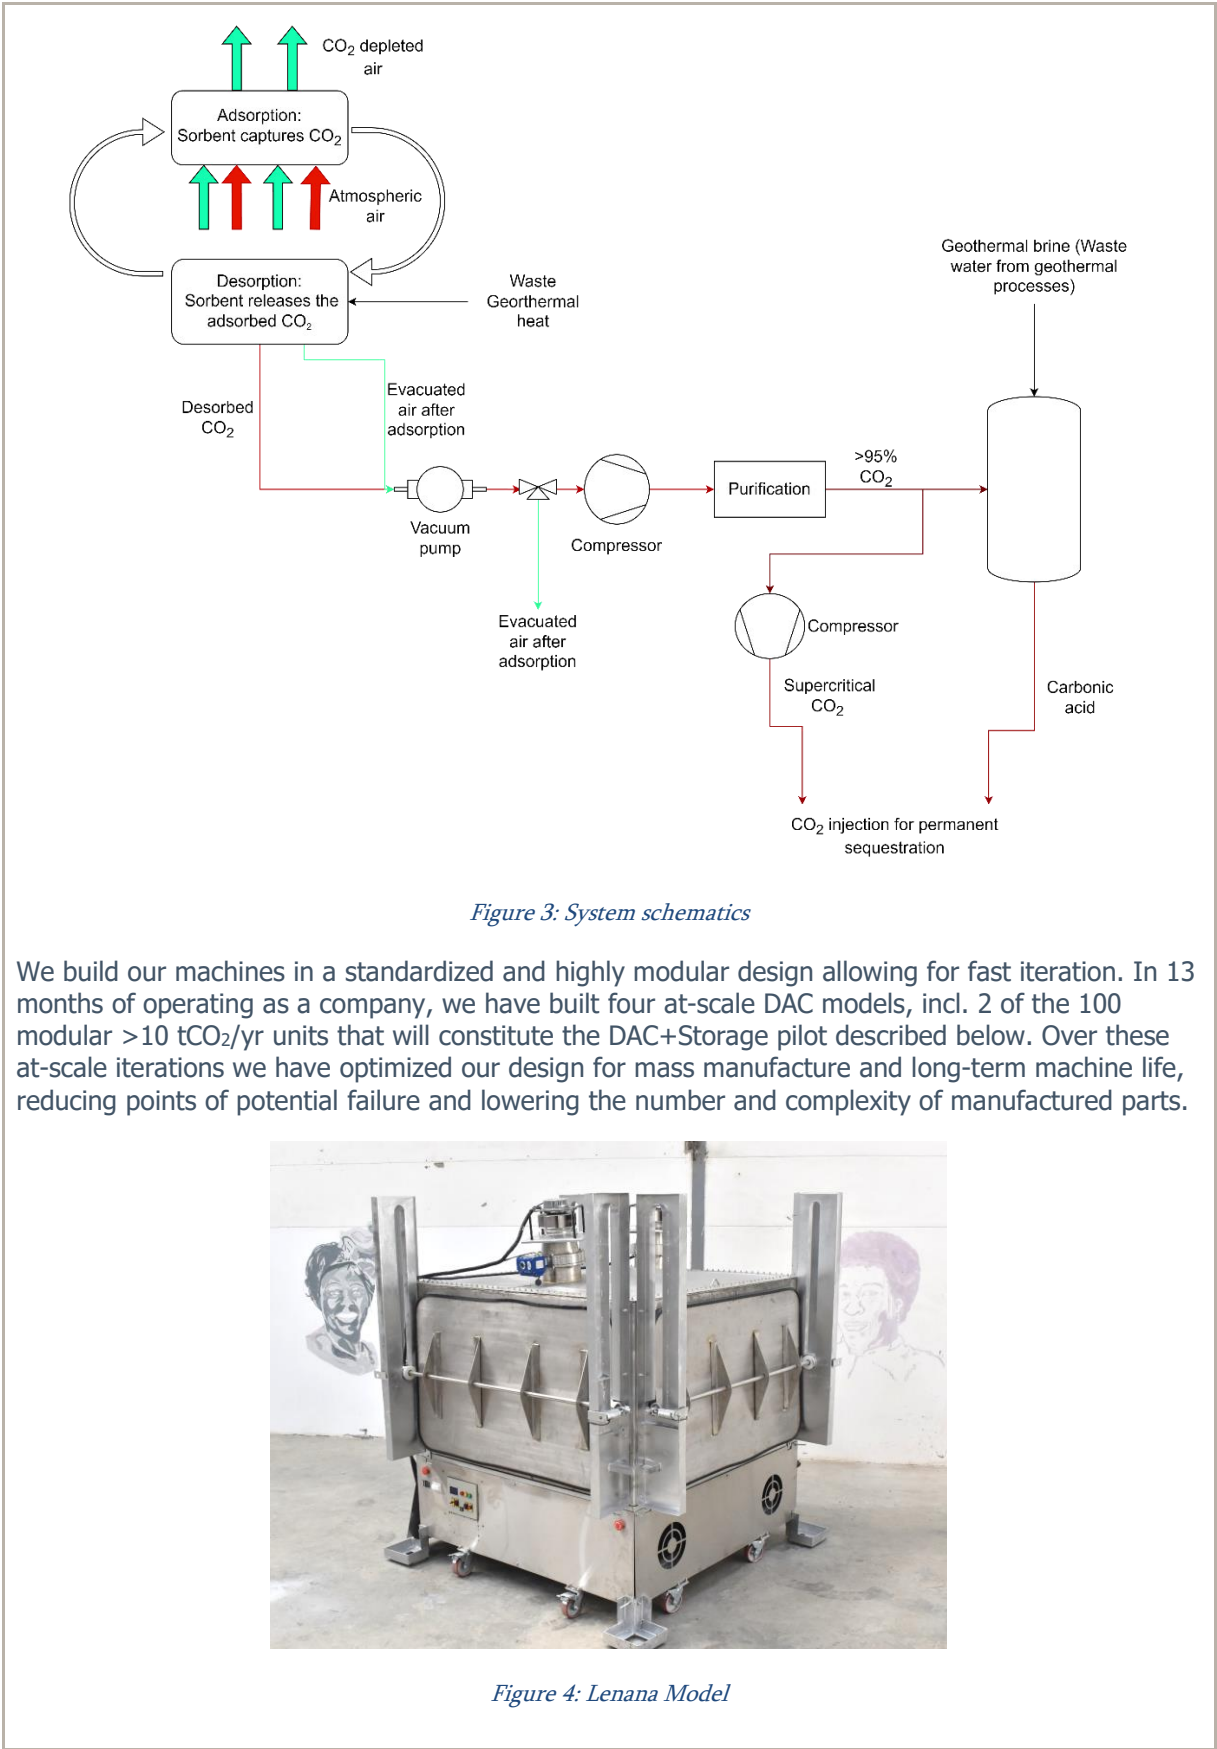 CO2 depleted
air
Adsorption:
Sorbent captures CO2
Atmospheric
air
Desorption:
Sorbent releases the
adsorbed CO2
Waste
Georthermal
heat
Geothermal brine (Waste
water from geothermal
processes)
Desorbed
CO2
Evacuated
air after
adsorption
Vacuum
pump
Evacuated
air after
adsorption
Compressor
Purification
>95%
CO2
Compressor
Supercritical
CO2
Carbonic
acid
CO2 injection for permanent
sequestration
Figure 3: System schematics
We build our machines in a standardized and highly modular design allowing for fast iteration. In 13
months of operating as a company, we have built four at-scale DAC models, incl. 2 of the 100
modular >10 tCO2/yr units that will constitute the DAC+Storage pilot described below. Over these
at-scale iterations we have optimized our design for mass manufacture and long-term machine life,
reducing points of potential failure and lowering the number and complexity of manufactured parts.
Figure 4: Lenana Model